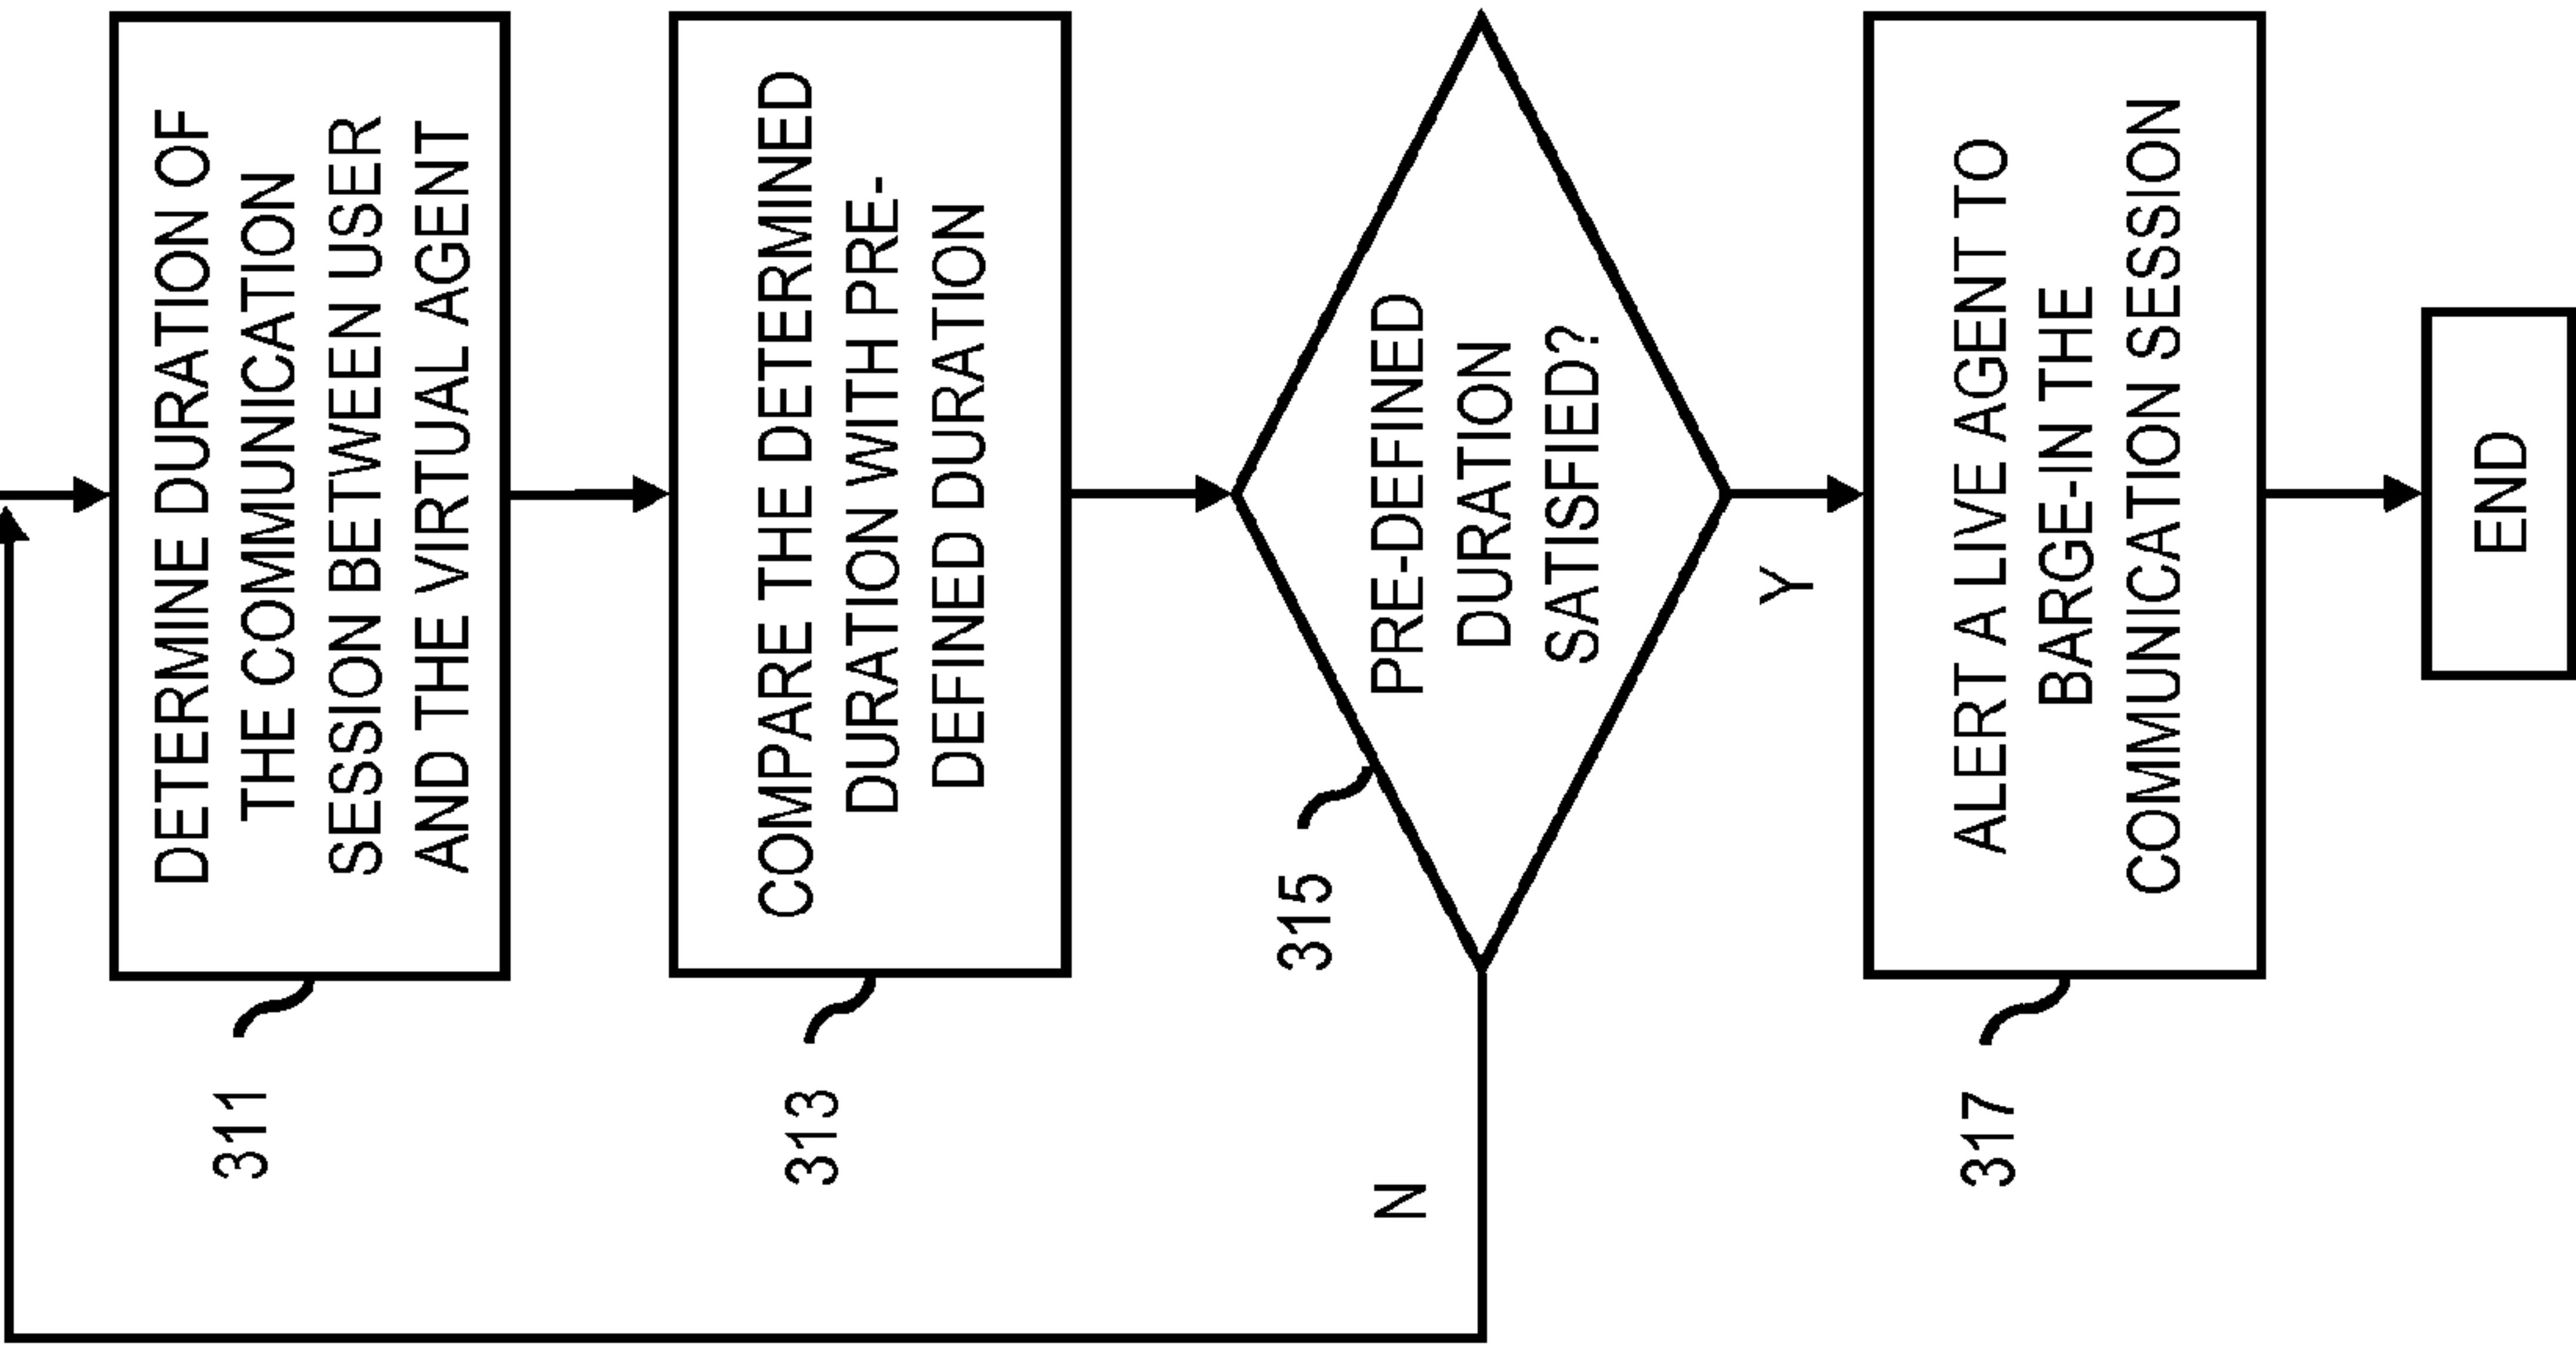 DETERMINE DURATION OF
THE COMMUNICATION
SESSION BETWEEN USER
AND THE VIRTUAL AGENT
311
COMPARE THE DETERMINED
DURATION WITH PRE-
DEFINED DURATION
313
PRE-DEFINED
DURATION
SATISFIED?
315
N
Y
ALERT A LIVE AGENT TO
BARGE-IN THE
COMMUNICATION SESSION
317
END